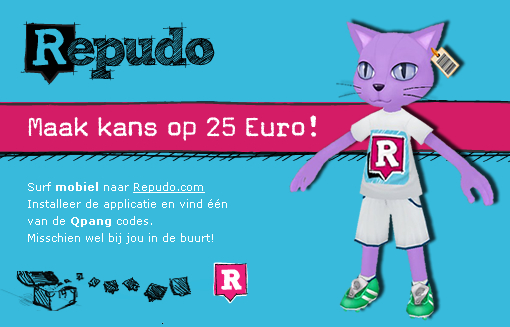 Repudo
Maak kans op 25 Euro!
Surf mobiel naar Repudo.com
Installeer de applicatie en vind één
van de Qpang codes.
Misschien wel bij jou in de buurt!
R
R